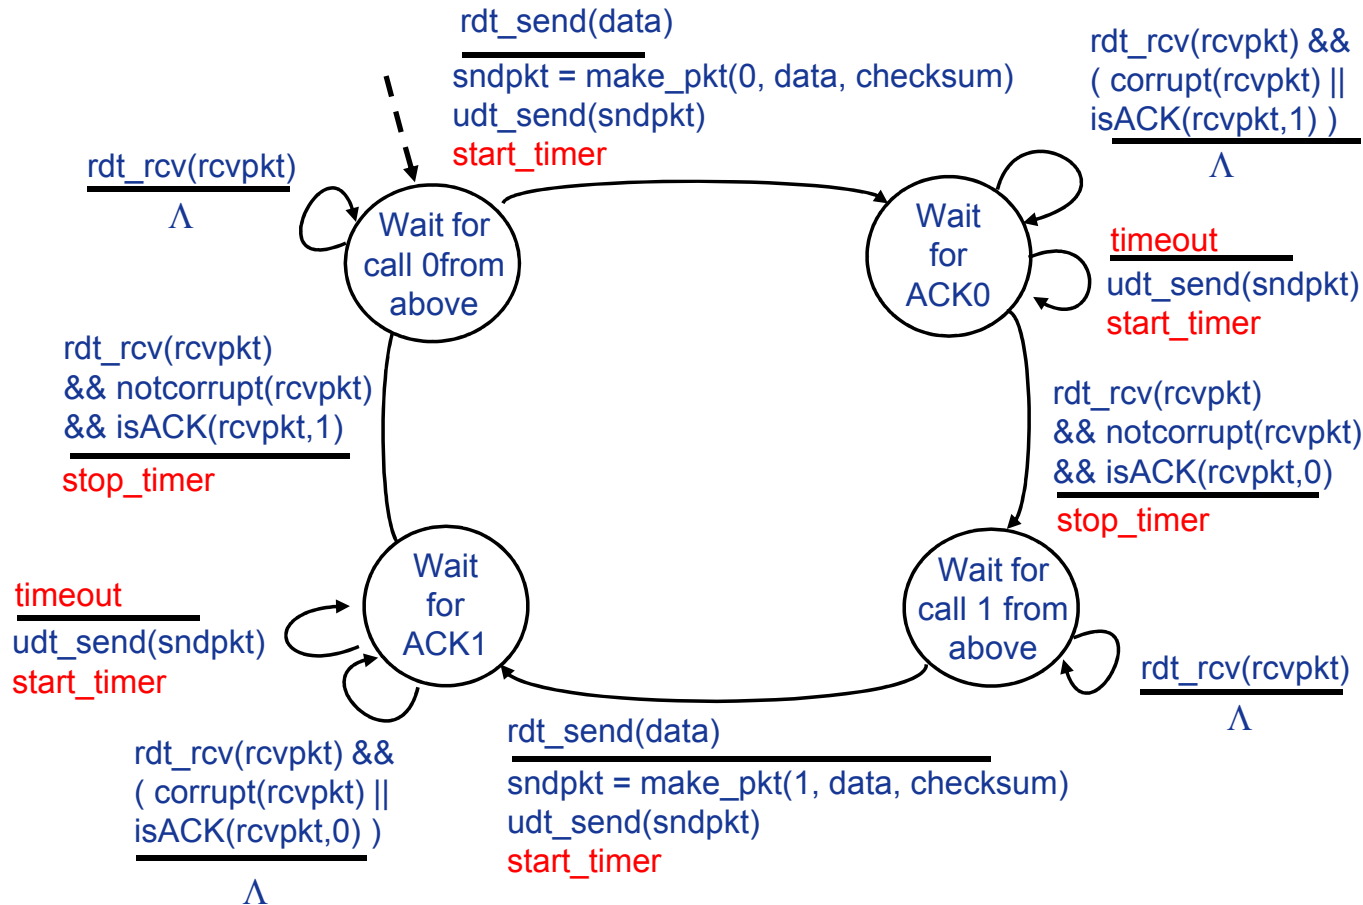 rdt_send(data)
sndpkt = make_pkt(0, data, checksum)
udt_send(sndpkt)
start_timer
rdt_rcv(rcvpkt) &&
( corrupt(rcvpkt) ||
isACK(rcvpkt,1) )
Λ
rdt_rcv(rcvpkt)
Λ
Wait for
call 0from
above
Wait
for
ACK0
timeout
udt_send(sndpkt)
start_timer
rdt_rcv(rcvpkt)
&& notcorrupt(rcvpkt)
&& isACK(rcvpkt,1)
stop_timer
rdt_rcv(rcvpkt)
&& notcorrupt(rcvpkt)
&& isACK(rcvpkt,0)
stop_timer
Wait
for
ACK1
Wait for
call 1 from
above
timeout
udt_send(sndpkt)
start_timer
rdt_rcv(rcvpkt)
Λ
rdt_rcv(rcvpkt) &&
( corrupt(rcvpkt) ||
isACK(rcvpkt,0) )
Λ
rdt_send(data)
sndpkt = make_pkt(1, data, checksum)
udt_send(sndpkt)
start_timer